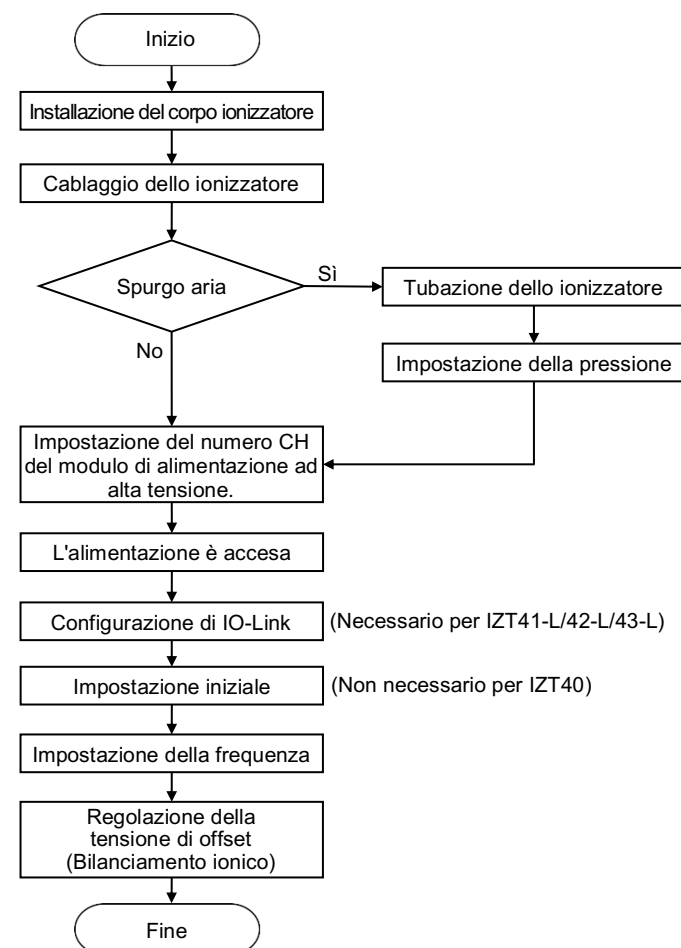 Inizio
Installazione del corpo ionizzatore
Cablaggio dello ionizzatore
Spurgo aria
Sì
Tubazione dello ionizzatore
No
Impostazione della pressione
Impostazione del numero CH
del modulo di alimentazione ad
alta tensione.
L'alimentazione è accesa
Configurazione di IO-Link
(Necessario per IZT41-L/42-L/43-L)
Impostazione iniziale
(Non necessario per IZT40)
Impostazione della frequenza
Regolazione della
tensione di offset
(Bilanciamento ionico)
Fine